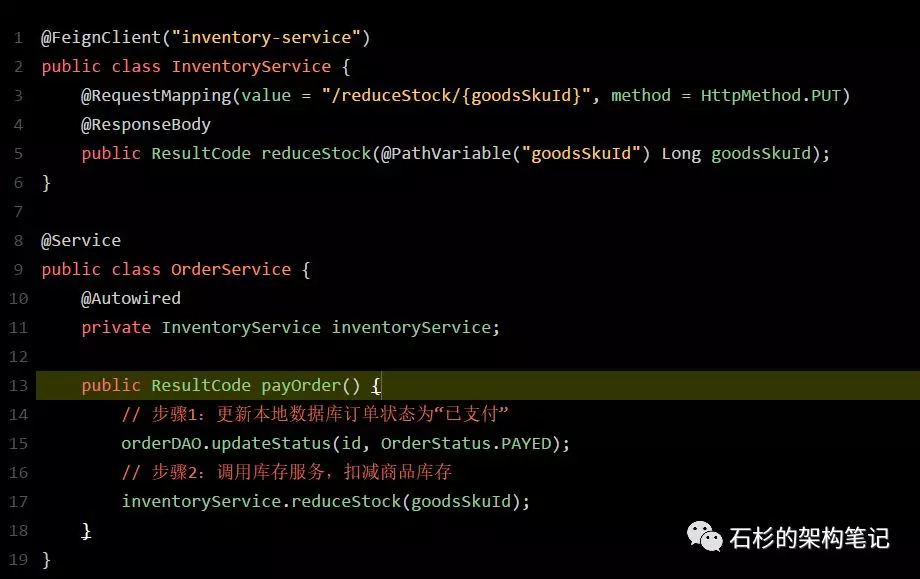 1 @FeignClient("inventory-service")
2 public class InventoryService {
3     @RequestMapping(value = "/reduceStock/{goodsSkuId}", method = HttpMethod.PUT)
4     @ResponseBody
5     public ResultCode reduceStock(@PathVariable("goodsSkuId") Long goodsSkuId);
6 }
7
8 @Service
9 public class OrderService {
10     @Autowired
11     private InventoryService inventoryService;
12
13     public ResultCode payOrder() {
14         // 步骤1：更新本地数据库订单状态为“已支付”
15         orderDAO.updateStatus(id, OrderStatus.PAYED);
16         // 步骤2：调用库存服务，扣减商品库存
17         inventoryService.reduceStock(goodsSkuId);
18     }
19 }
石杉的架构笔记